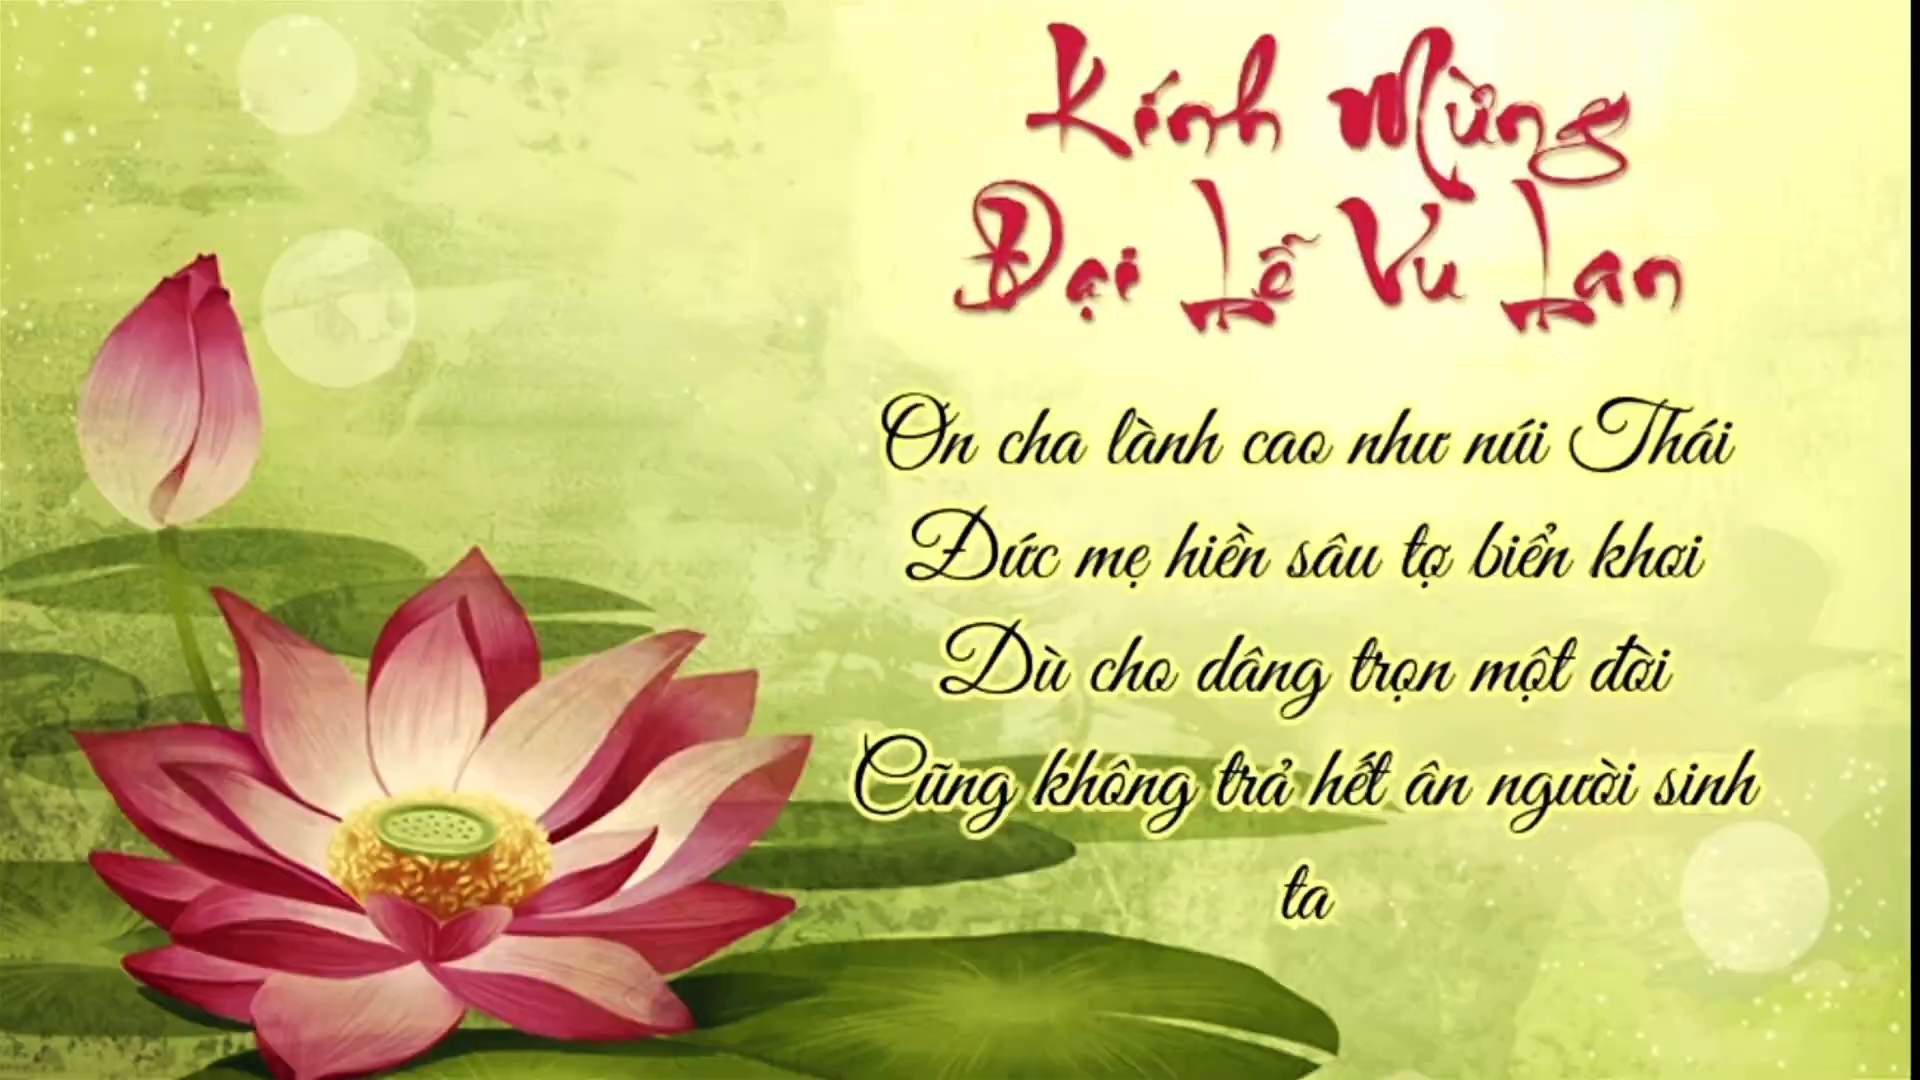 Kính Mừng
Đại Lễ Vu Lan
Ơn cha lành cao như núi Thái
Đức mẹ hiền sâu tợ biển khơi
Dù cho dâng trọn một đời
Cũng không trả hết ân người sinh
ta